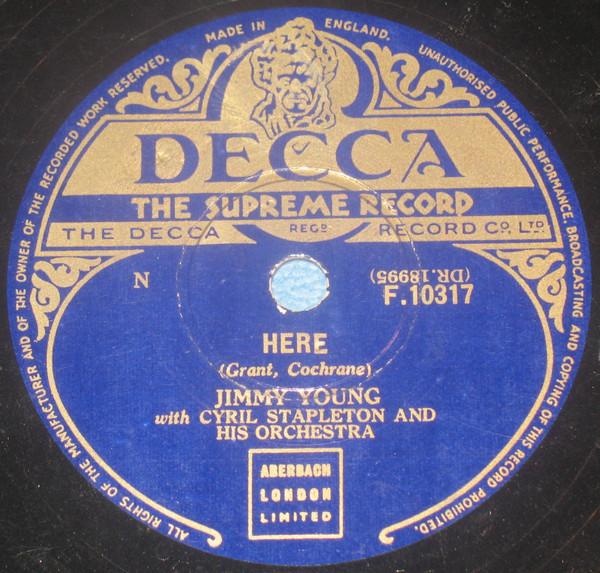 ALL RIGHTS OF THE MANUFACTURER AND OF THE OWNER OF THE RECORDED WORK RESERVED. MADE IN ENGLAND. UNAUTHORISED PUBLIC PERFORMANCE, BROADCASTING AND COPYING OF THIS RECORD PROHIBITED.
DECCA
THE SUPREME RECORD
THE DECCA REGD. RECORD CO, LTD
N
(DR.18995)
F.10317
HERE
(Grant, Cochrane)
JIMMY YOUNG
with CYRIL STAPLETON AND
HIS ORCHESTRA
ABERBACH
LONDON
LIMITED